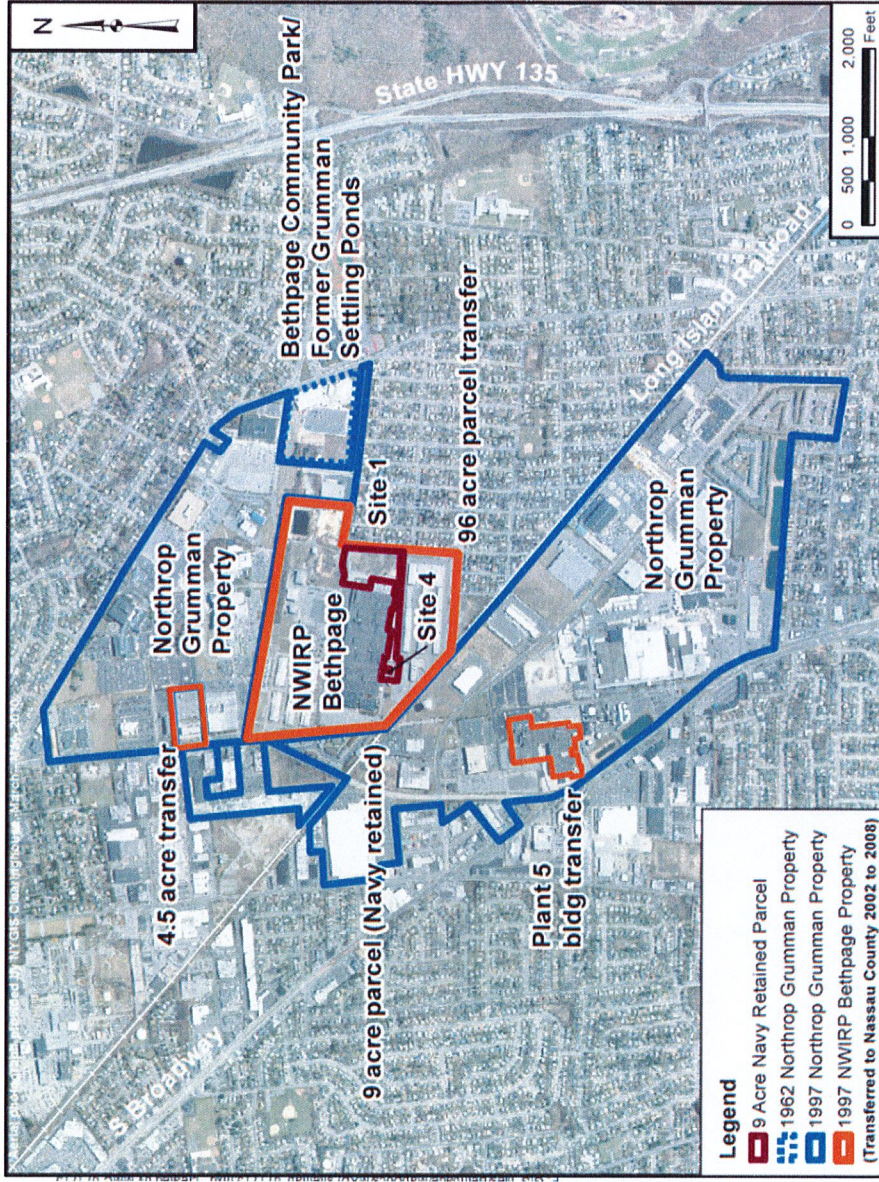 N
State HWY 135
Bethpage Community Park/
Former Grumman
Settling Ponds
Northrop
Grumman
Property
4.5 acre transfer
NWIRP
Bethpage
Site 1
Site 4
96 acre parcel transfer
9 acre parcel (Navy retained)
S Broadway
Plant 5
bldg transfer
Northrop
Grumman
Property
Long Island Railroad
0 500 1,000 2,000
Feet
Legend
9 Acre Navy Retained Parcel
1962 Northrop Grumman Property
1997 Northrop Grumman Property
1997 NWIRP Bethpage Property
(Transferred to Nassau County 2002 to 2008)